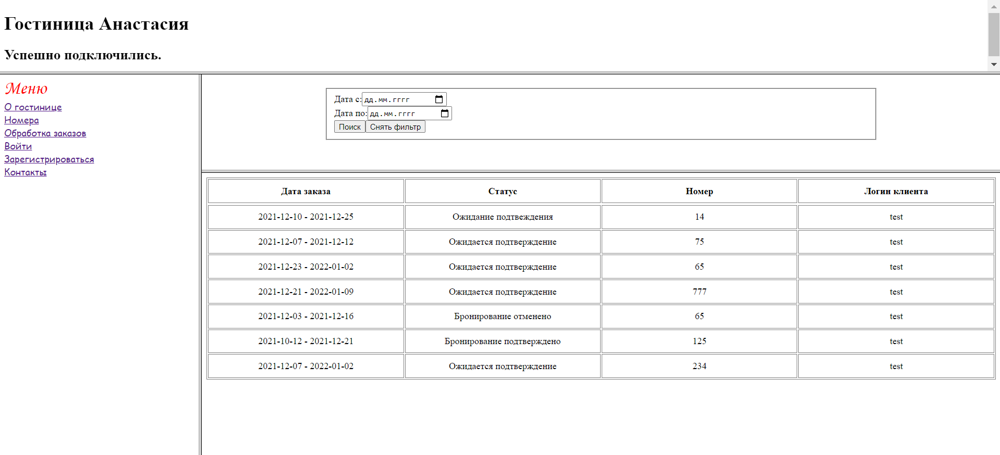 Гостиница Анастасия
Успешно подключились.
Меню
О гостинице
Номера
Обработка заказов
Войти
Зарегистрироваться
Контакты
Дата с: дд.мм.гггг
Дата по: дд.мм.гггг
Поиск Снять фильтр
Дата заказа Статус Номер Логин клиента
2021-12-10 - 2021-12-25 Ожидание подтвеждения 14 test
2021-12-07 - 2021-12-12 Ожидается подтверждение 75 test
2021-12-23 - 2022-01-02 Ожидается подтверждение 65 test
2021-12-21 - 2022-01-09 Ожидается подтверждение 777 test
2021-12-03 - 2021-12-16 Бронирование отменено 65 test
2021-10-12 - 2021-12-21 Бронирование подтверждено 125 test
2021-12-07 - 2022-01-02 Ожидается подтверждение 234 test